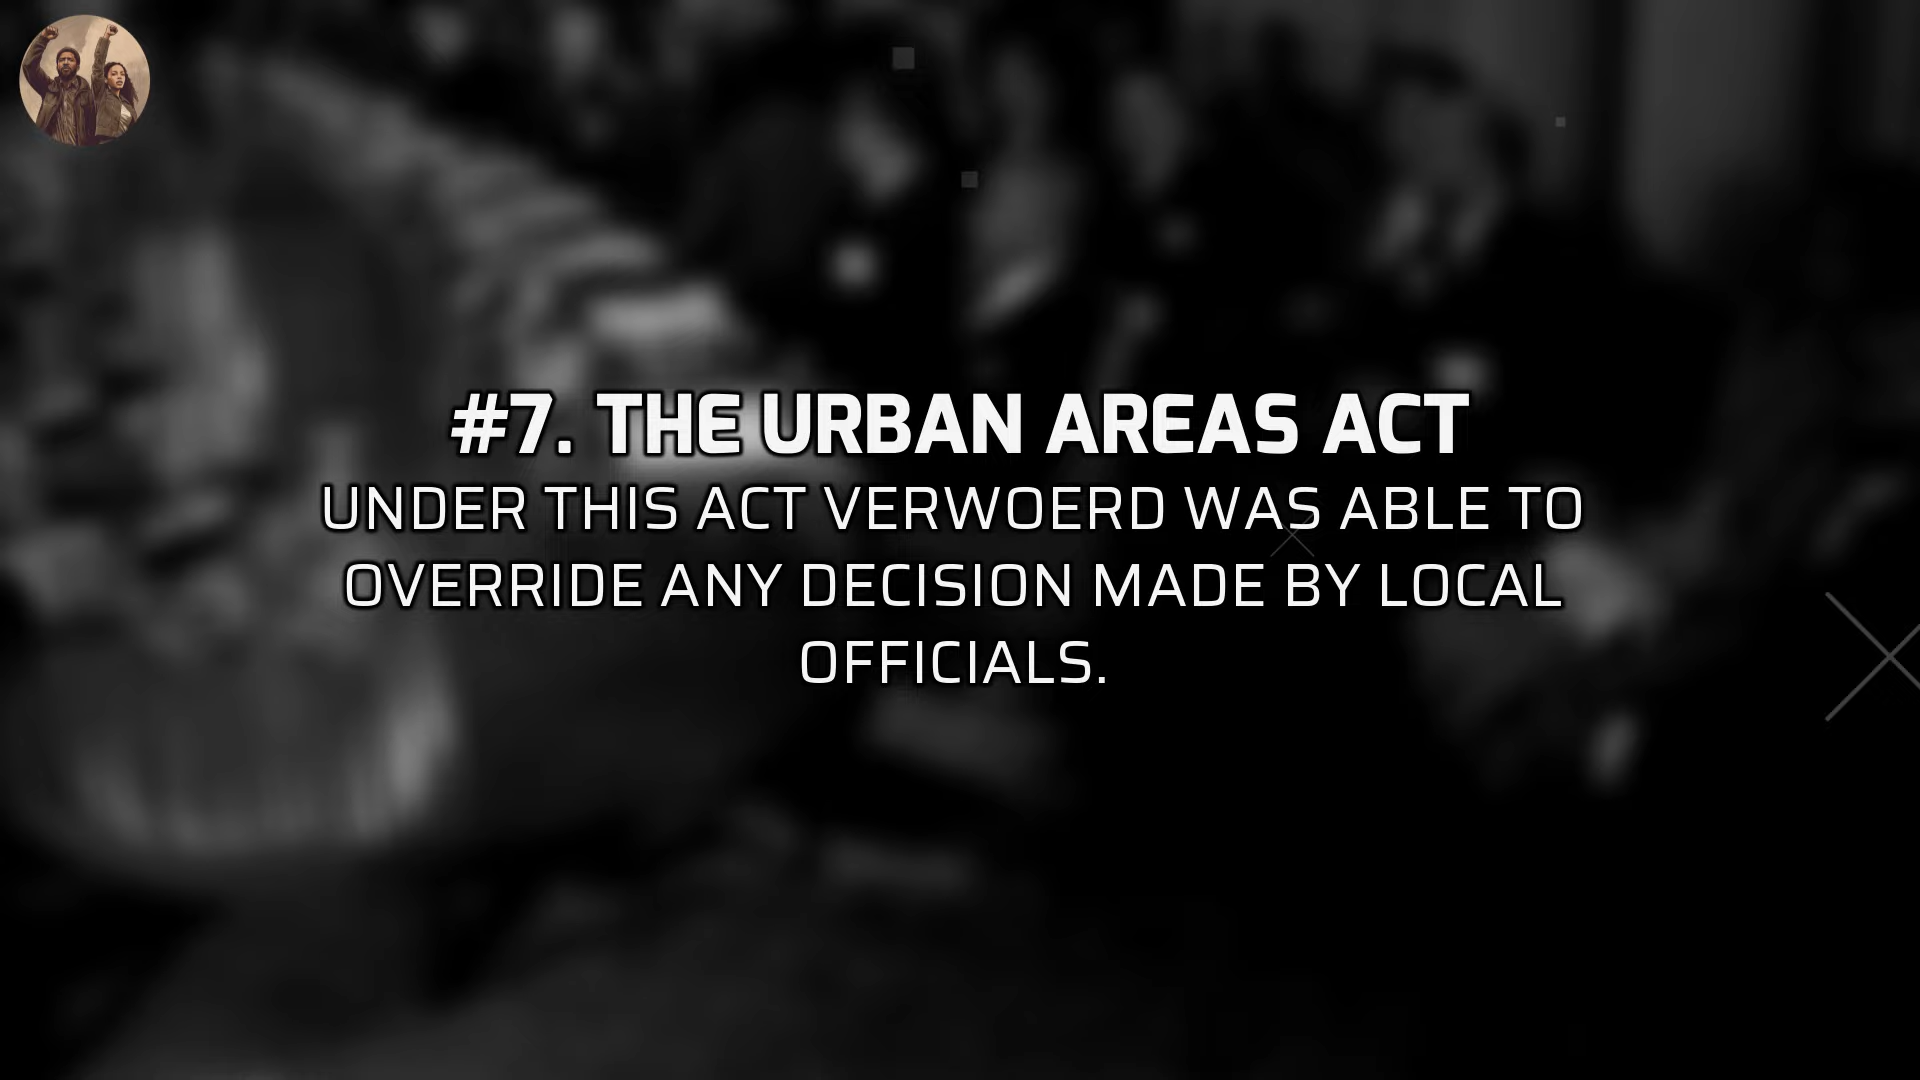 #7. THE URBAN AREAS ACT
UNDER THIS ACT VERWOERD WAS ABLE TO
OVERRIDE ANY DECISION MADE BY LOCAL
OFFICIALS.